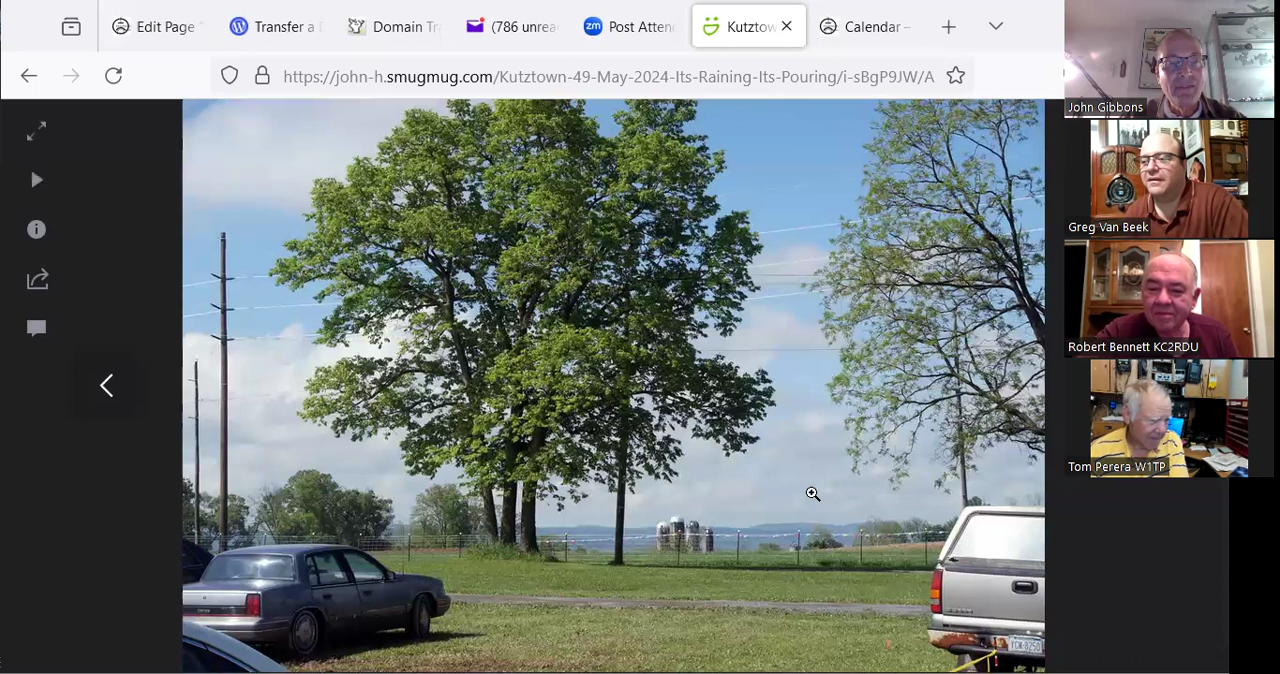 Edit Page
Transfer a D
Domain Tr
(786 unrea
zm
Post Atten
Kutztow
Calendar –
https://john-h.smugmug.com/Kutztown-49-May-2024-Its-Raining-Its-Pouring/i-sBgP9JW/A
John Gibbons
Greg Van Beek
Robert Bennett KC2RDU
Tom Perera W1TP